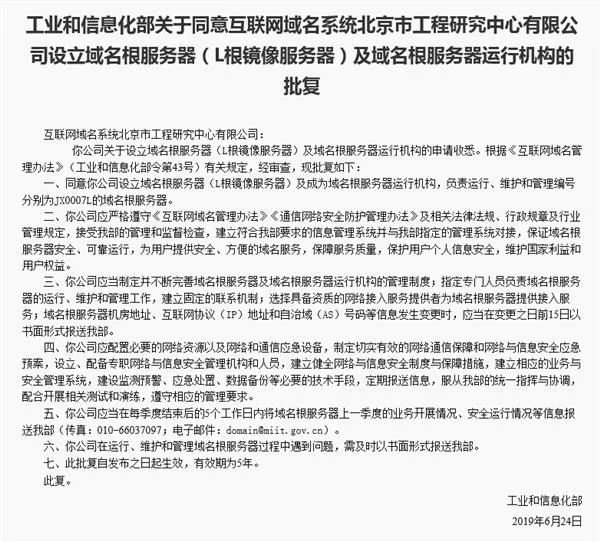 工业和信息化部关于同意互联网域名系统北京市工程研究中心有限公
司设立域名根服务器（L根镜像服务器）及域名根服务器运行机构的
批复
互联网域名系统北京市工程研究中心有限公司：
你公司关于设立域名根服务器（L根镜像服务器）及域名根服务器运行机构的申请收悉。根据《互联网域名管
理办法》（工业和信息化部令第43号）有关规定，经审查，现批复如下：
一、同意你公司设立域名根服务器（L根镜像服务器）及成为域名根服务器运行机构，负责运行、维护和管理编号
分别为JX0007L的域名根服务器。
二、你公司应严格遵守《互联网域名管理办法》《通信网络安全防护管理办法》及相关法律法规、行政规章及行业
管理规定，接受我部的管理和监督检查，建立符合我部要求的信息管理系统并与我部指定的管理系统对接，保证域名根
服务器安全、可靠运行，为用户提供安全、方便的域名服务，保障服务质量，保护用户个人信息安全，维护国家利益和
用户权益。
三、你公司应当制定并不断完善域名根服务器及域名根服务器运行机构的管理制度；指定专门人员负责域名根服务
器的运行、维护和管理工作，建立固定的联系机制；选择具备资质的网络接入服务提供者为域名根服务器提供接入服
务；域名根服务器机房地址、互联网协议（IP）地址和自治域（AS）号码等信息发生变更时，应当在变更之日前15日以
书面形式报送我部。
四、你公司应配置必要的网络资源以及网络和通信应急设备，制定切实有效的网络通信保障和网络与信息安全应急
预案，设立、配备专职网络与信息安全管理机构和人员，建立健全网络与信息安全制度与保障措施，建立相应的业务与
安全管理系统，建设监测预警、应急处置、数据备份等必要的技术手段，定期报送信息，服从我部的统一指挥与协调，
配合开展相关测试和演练，遵守相应的管理要求。
五、你公司应当在每季度结束后的5个工作日内将域名根服务器上一季度的业务开展情况、安全运行情况等信息报
送我部（传真：010-66037097；电子邮件：domain@miit.gov.cn）。
六、你公司在运行、维护和管理域名根服务器过程中遇到问题，需及时以书面形式报送我部。
七、此批复自发布之日起生效，有效期为5年。
此复。
工业和信息化部
2019年6月24日